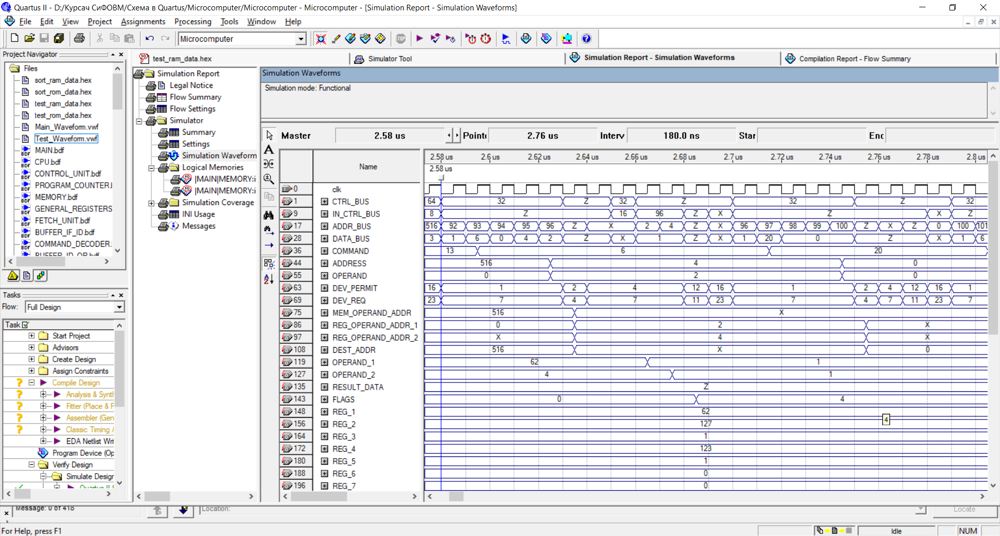 Quartus II - D:/Курсач СиФОВМ/Схема в Quartus/Microcomputer/Microcomputer - Microcomputer - [Simulation Report - Simulation Waveforms]
File Edit View Project Assignments Processing Tools Window Help
Microcomputer
STOP
Project Navigator
Files
sort_ram_data.hex
sort_rom_data.hex
test_ram_data.hex
test_rom_data.hex
Main_Waveform.vwf
Test_Waveform.vwf
MAIN.bdf
CPU.bdf
CONTROL_UNIT.bdf
PROGRAM_COUNTER.
MEMORY.bdf
GENERAL_REGISTERS
FETCH_UNIT.bdf
BUFFER_IF_ID.bdf
COMMAND_DECODER.
BUFFER_ID_OR.bdf
Tasks
Flow: Full Design
Task
Start Project
Advisors
Create Design
Assign Constraints
Compile Design
Analysis & Synth
Fitter (Place & F
Assembler (Gen
Classic Timing A
EDA Netlist Wri
Program Device (Op
Verify Design
Simulate Design
Quartus II S
test_ram_data.hex
Simulator Tool
Simulation Report - Simulation Waveforms
Compilation Report - Flow Summary
Simulation Report
Legal Notice
Flow Summary
Flow Settings
Simulator
Summary
Settings
Simulation Waveform
Logical Memories
|MAIN|MEMORY:i
|MAIN|MEMORY:i
Simulation Coverage
INI Usage
Messages
Simulation Waveforms
Simulation mode: Functional
Master 2.58 us Pointe 2.76 us Interv 180.0 ns Star Enc
Name
2.58 us 2.6 us 2.62 us 2.64 us 2.66 us 2.68 us 2.7 us 2.72 us 2.74 us 2.76 us 2.78 us 2.8 us
2.58 us
0 clk
1 CTRL_BUS 64 32 Z 32 Z 32 Z 32
9 IN_CTRL_BUS 8 Z 16 96 Z X Z X Z
17 ADDR_BUS 516 92 93 94 95 96 Z X 2 4 Z X 96 97 98 99 100 Z X Z 0 100 101
28 DATA_BUS 3 1 6 0 4 2 Z X 1 Z X 1 20 0 Z X 1 6
36 COMMAND 13 6 20
44 ADDRESS 516 4 0
55 OPERAND 0 2 0
63 DEV_PERMIT 16 1 2 4 12 16 1 2 4 12 16 1
69 DEV_REQ 23 7 4 7 11 23 7 4 7 11 23 7
75 MEM_OPERAND_ADDR 516 X
86 REG_OPERAND_ADDR_1 0 2 X
97 REG_OPERAND_ADDR_2 X 4 X
108 DEST_ADDR 516 X 0
119 OPERAND_1 62 1
127 OPERAND_2 4 1
135 RESULT_DATA Z
143 FLAGS 0 4
148 REG_1 62
156 REG_2 127
164 REG_3 1
172 REG_4 123
180 REG_5 1
188 REG_6 0
196 REG_7 0
4
Message: 0 of 418
Location:
Locate
For Help, press F1
Idle
NUM